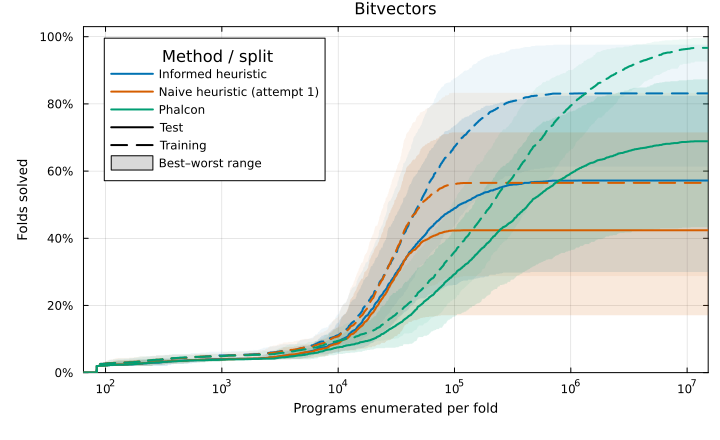 Bitvectors
Folds solved
100%
80%
60%
40%
20%
0%
Method / split
Informed heuristic
Naive heuristic (attempt 1)
Phalcon
Test
Training
Best–worst range
10² 10³ 10⁴ 10⁵ 10⁶ 10⁷
Programs enumerated per fold